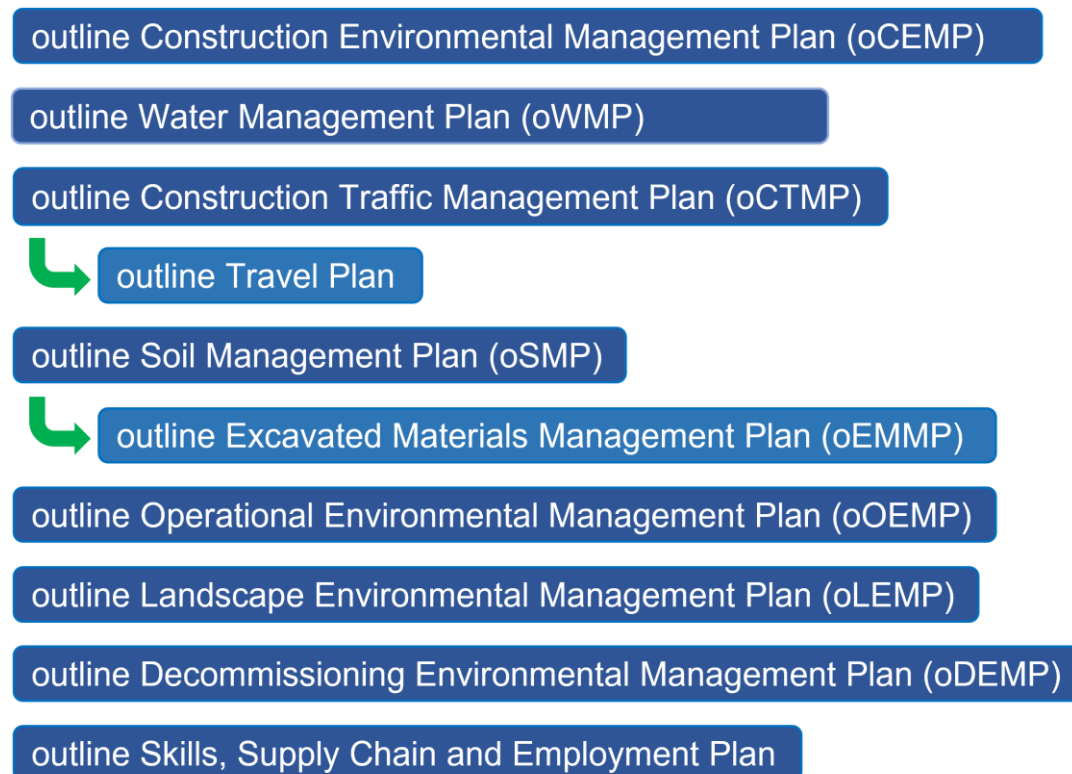 outline Construction Environmental Management Plan (oCEMP)
outline Water Management Plan (oWMP)
outline Construction Traffic Management Plan (oCTMP)
outline Travel Plan
outline Soil Management Plan (oSMP)
outline Excavated Materials Management Plan (oEMMP)
outline Operational Environmental Management Plan (oOEMP)
outline Landscape Environmental Management Plan (oLEMP)
outline Decommissioning Environmental Management Plan (oDEMP)
outline Skills, Supply Chain and Employment Plan